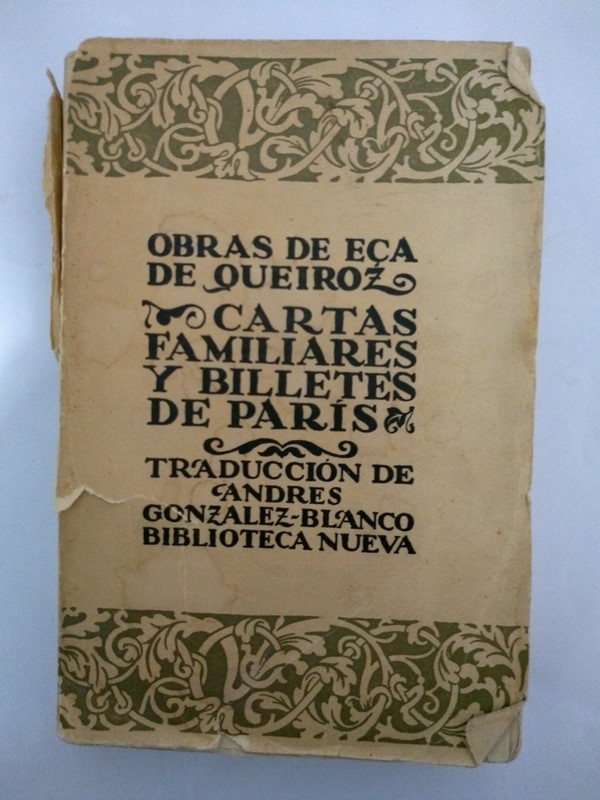 OBRAS DE EÇA
DE QUEIROZ
CARTAS
FAMILIARES
Y BILLETES
DE PARÍS
TRADUCCIÓN DE
ANDRES
GONZALEZ-BLANCO
BIBLIOTECA NUEVA